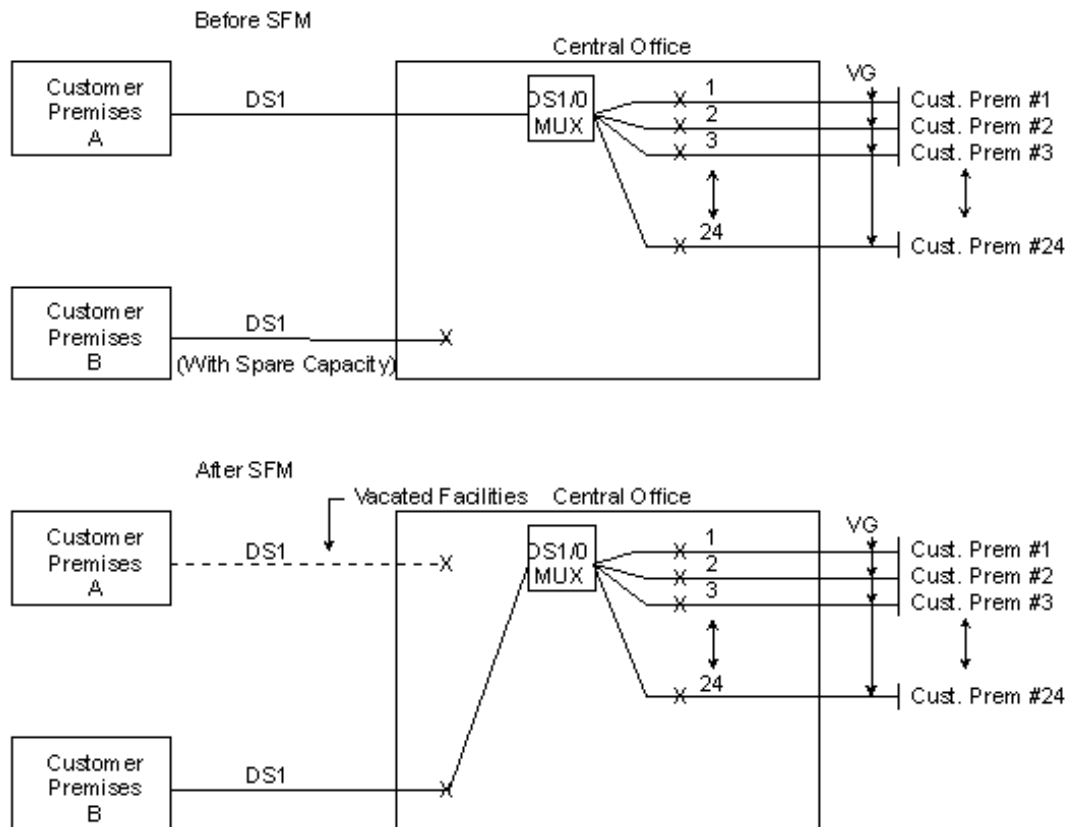 Before SFM
Central Office
Customer
Premises
A
DS1
DS1/0
MUX
1
2
3
24
VG
Cust. Prem #1
Cust. Prem #2
Cust. Prem #3
Cust. Prem #24
Customer
Premises
B
DS1
(With Spare Capacity)
X
X
X
X
X
After SFM
Vacated Facilities
Central Office
Customer
Premises
A
DS1
X
DS1/0
MUX
1
2
3
24
X
X
X
X
VG
Cust. Prem #1
Cust. Prem #2
Cust. Prem #3
Cust. Prem #24
Customer
Premises
B
DS1
X